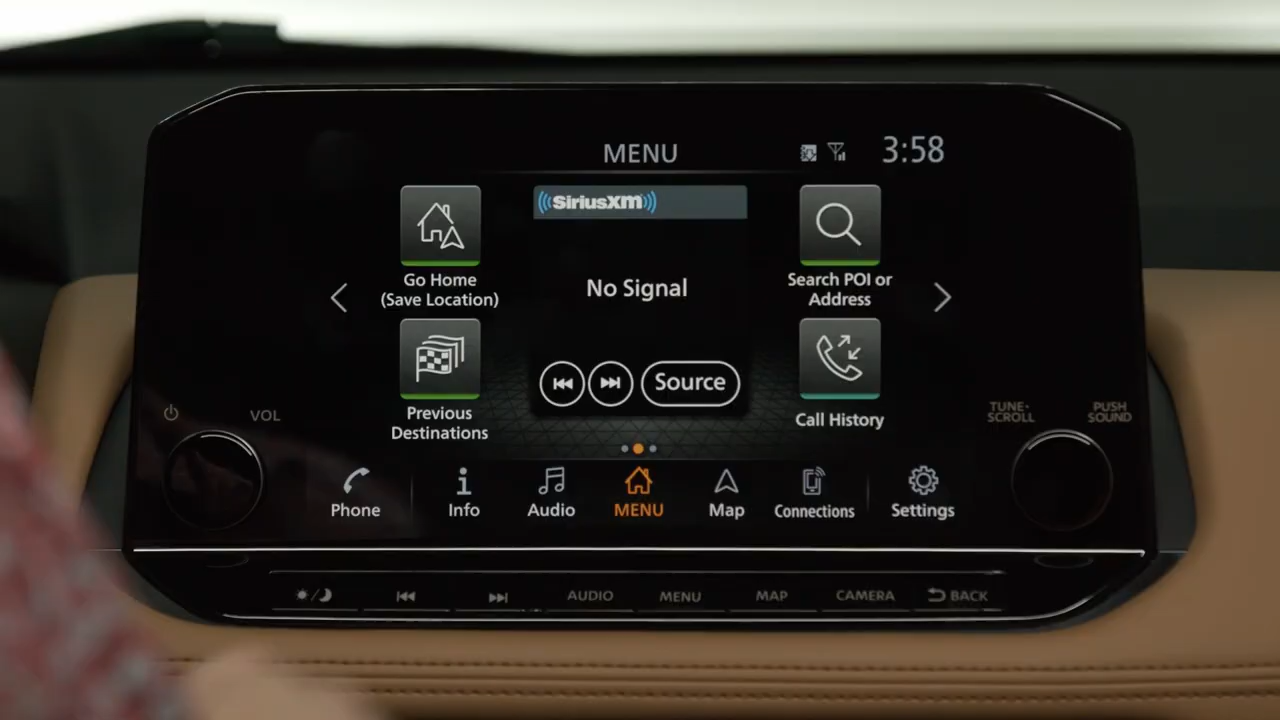 MENU
3:58
SiriusXM
Go Home
(Save Location)
No Signal
Search POI or
Address
Source
Previous
Destinations
Call History
VOL
TUNE-
SCROLL
PUSH
SOUND
Phone
Info
Audio
MENU
Map
Connections
Settings
AUDIO
MENU
MAP
CAMERA
BACK